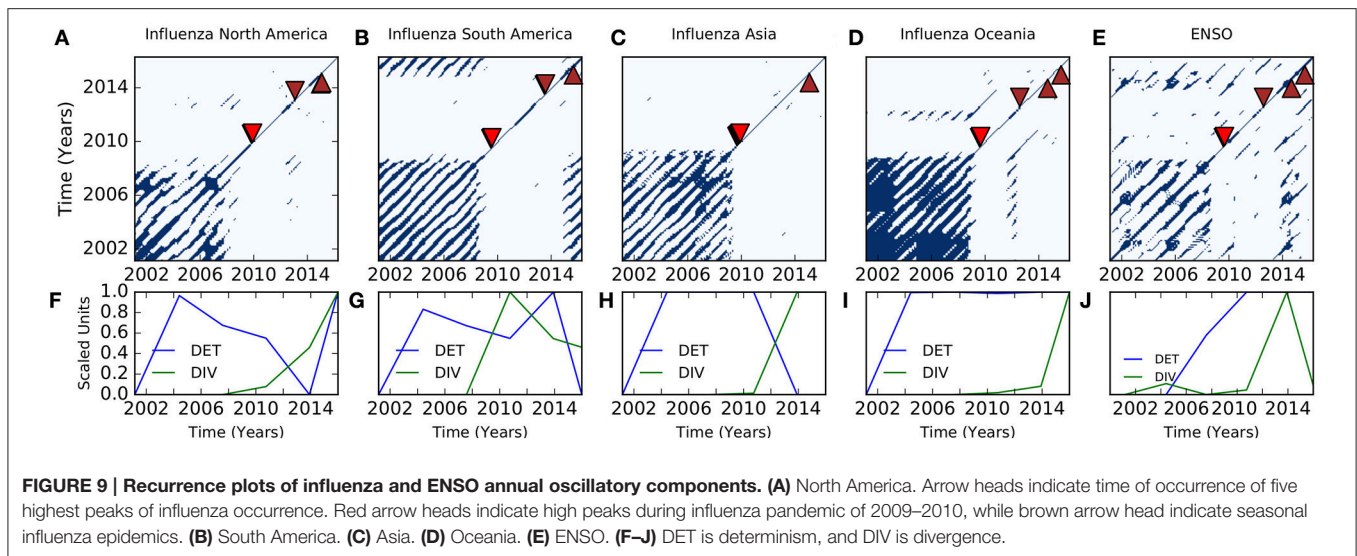 A Influenza North America B Influenza South America C Influenza Asia D Influenza Oceania E ENSO
Time (Years)
2014
2010
2006
2002
2002 2006 2010 2014 2002 2006 2010 2014 2002 2006 2010 2014 2002 2006 2010 2014 2002 2006 2010 2014
F G H I J
Scaled Units
1.0
0.8
0.6
0.4
0.2
0.0
DET DET DET DET DET
DIV DIV DIV DIV DIV
2002 2006 2010 2014 2002 2006 2010 2014 2002 2006 2010 2014 2002 2006 2010 2014 2002 2006 2010 2014
Time (Years) Time (Years) Time (Years) Time (Years) Time (Years)
FIGURE 9 | Recurrence plots of influenza and ENSO annual oscillatory components. (A) North America. Arrow heads indicate time of occurrence of five
highest peaks of influenza occurrence. Red arrow heads indicate high peaks during influenza pandemic of 2009–2010, while brown arrow head indicate seasonal
influenza epidemics. (B) South America. (C) Asia. (D) Oceania. (E) ENSO. (F–J) DET is determism, and DIV is divergence.